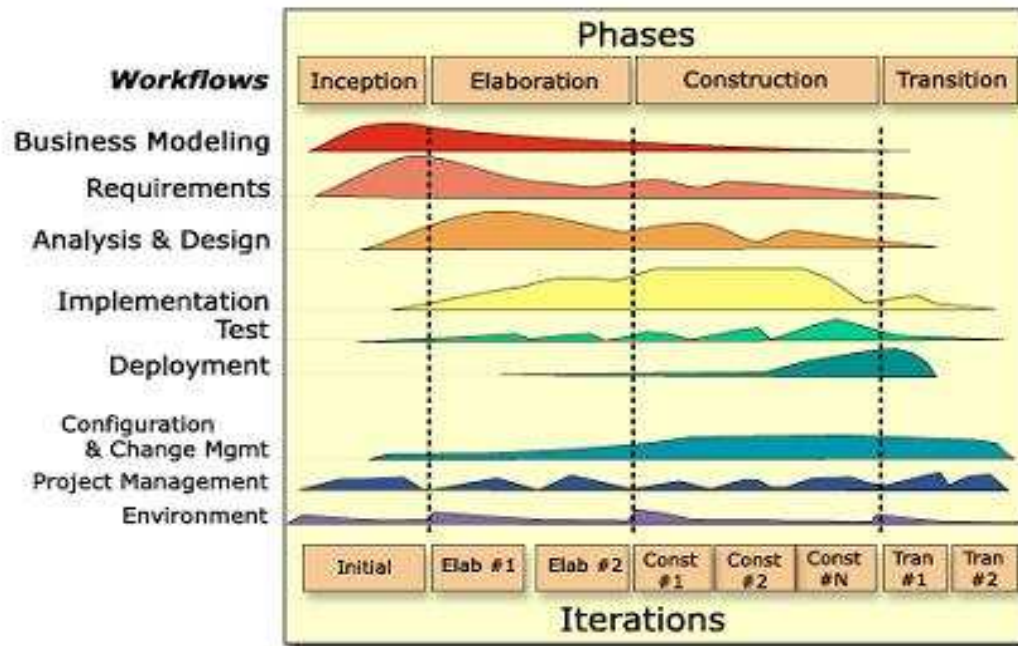 Phases
Workflows Inception Elaboration Construction Transition
Business Modeling
Requirements
Analysis & Design
Implementation
Test
Deployment
Configuration
& Change Mgmt
Project Management
Environment
Initial Elab #1 Elab #2 Const #1 Const #2 Const #N Tran #1 Tran #2
Iterations